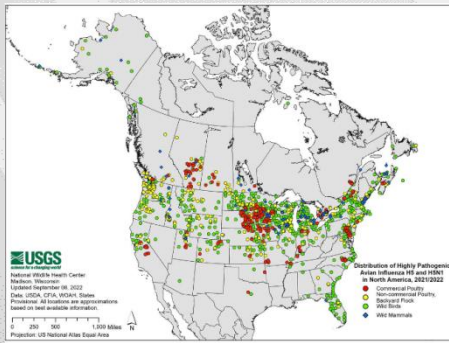 Distribution of Highly Pathogenic
Avian Influenza H5 and H5N1
in North America, 2021/2022
Commercial Poultry
Non-commercial Poultry,
Backyard Flock
Wild Birds
Wild Mammals
USGS
science for a changing world
National Wildlife Health Center
Madison, Wisconsin
Updated September 08, 2022
Data: USDA, CFIA, WOAH, States
Provisional. All locations are approximations
based on best available information.
0 250 500 1,000 Miles
N
Projection: US National Atlas Equal Area